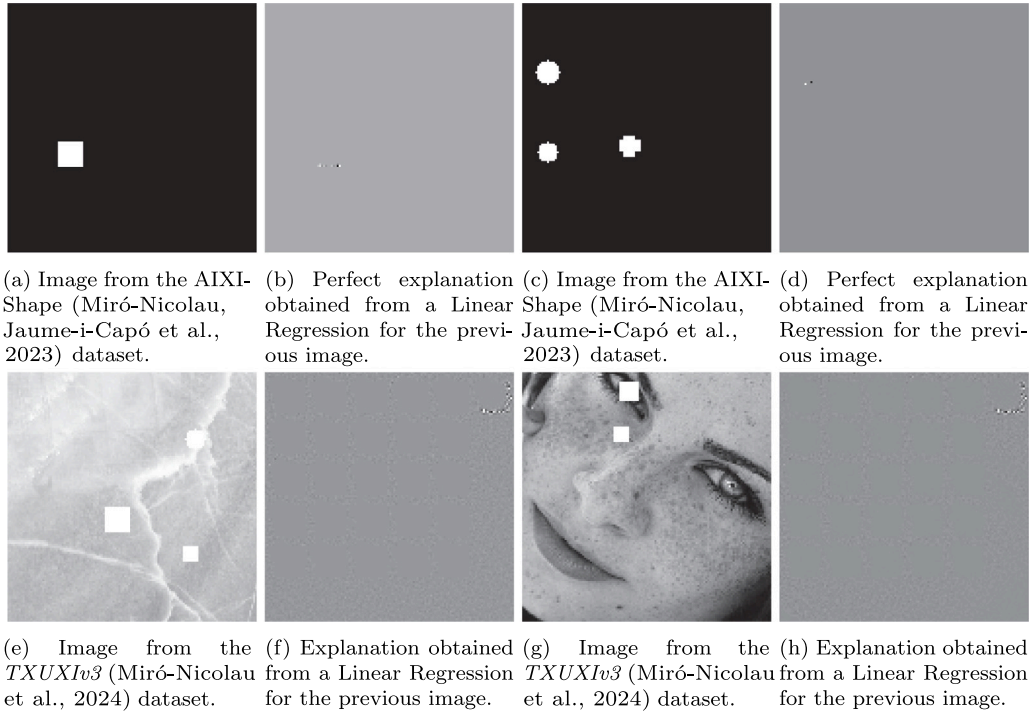 (a) Image from the AIXI-
Shape (Miró-Nicolau,
Jaume-i-Capó et al.,
2023) dataset.
(b) Perfect explanation
obtained from a Linear
Regression for the previ-
ous image.
(c) Image from the AIXI-
Shape (Miró-Nicolau,
Jaume-i-Capó et al.,
2023) dataset.
(d) Perfect explanation
obtained from a Linear
Regression for the previ-
ous image.
(e) Image from the
TXUXIv3 (Miró-Nicolau
et al., 2024) dataset.
(f) Explanation obtained
from a Linear Regression
for the previous image.
(g) Image from the
TXUXIv3 (Miró-Nicolau
et al., 2024) dataset.
(h) Explanation obtained
from a Linear Regression
for the previous image.